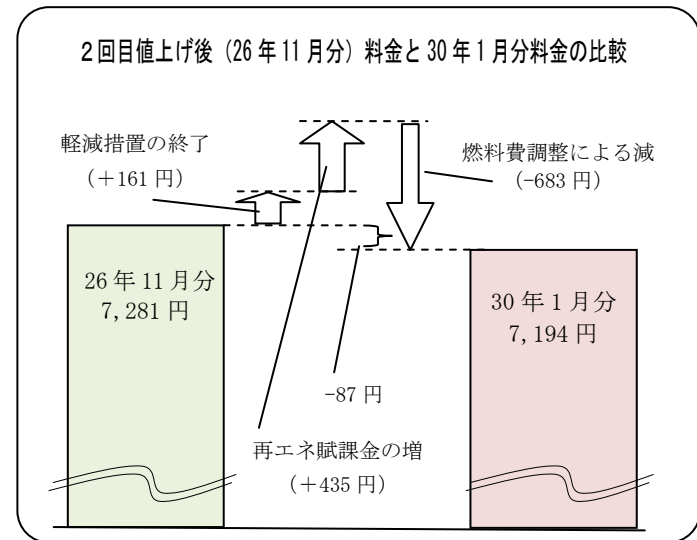 ２回目値上げ後（26年11月分）料金と30年1月分料金の比較
軽減措置の終了
（＋161円）
燃料費調整による減
（-683円）
26年11月分
7,281円
30年1月分
7,194円
-87円
再エネ賦課金の増
（＋435円）